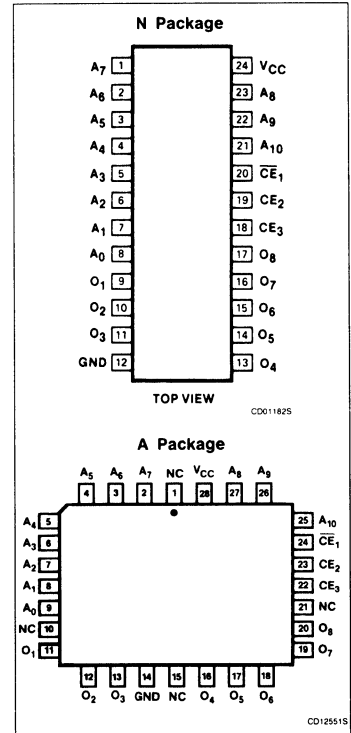 N Package
A7 1 24 VCC
A6 2 23 A8
A5 3 22 A9
A4 4 21 A10
A3 5 20 C̅E̅1
A2 6 19 CE2
A1 7 18 CE3
A0 8 17 O8
O1 9 16 O7
O2 10 15 O6
O3 11 14 O5
GND 12 13 O4
TOP VIEW
CD01182S
A Package
A5 A6 A7 NC VCC A8 A9
4 3 2 1 28 27 26
A4 5 25 A10
A3 6 24 C̅E̅1
A2 7 23 CE2
A1 8 22 CE3
A0 9 21 NC
NC 10 20 O8
O1 11 19 O7
12 13 14 15 16 17 18
O2 O3 GND NC O4 O5 O6
CD12551S